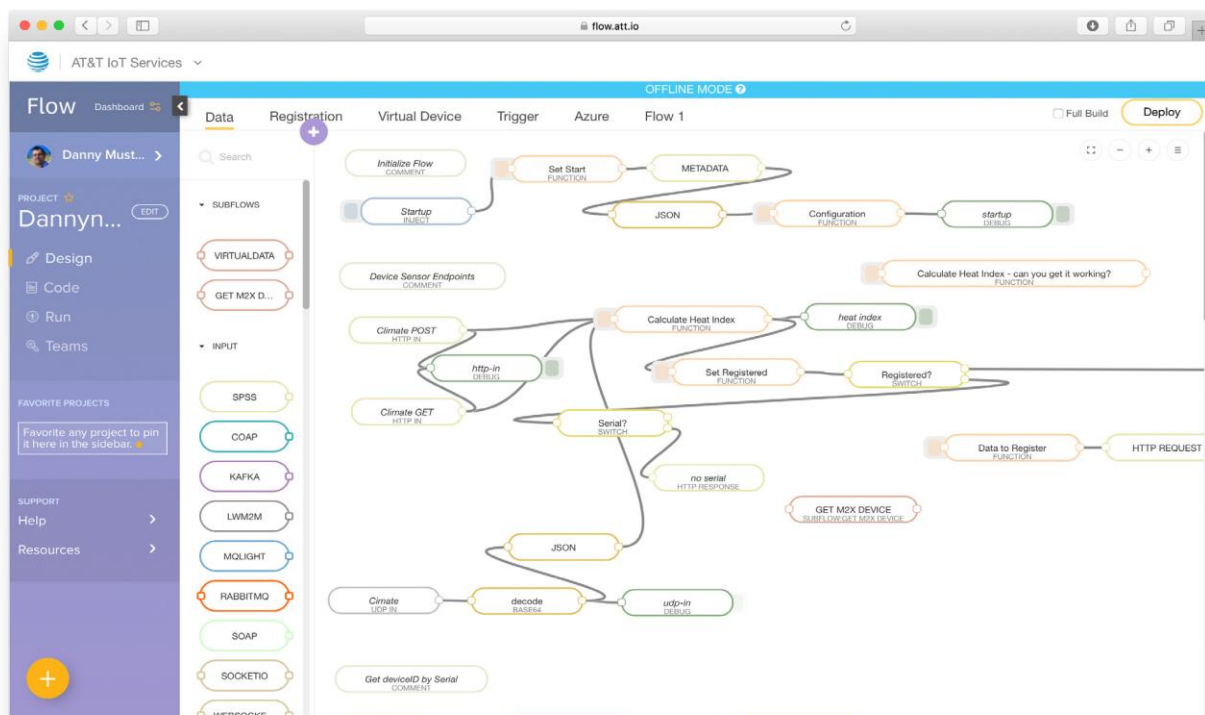 flow.att.io
AT&T IoT Services
OFFLINE MODE ?
Flow
Dashboard
Data
Registration
Virtual Device
Trigger
Azure
Flow 1
Full Build
Deploy
Danny Must...
PROJECT
Dannyn...
EDIT
Design
Code
Run
Teams
FAVORITE PROJECTS
Favorite any project to pin
it here in the sidebar.
SUPPORT
Help
Resources
Search
SUBFLOWS
VIRTUALDATA
GET M2X D...
INPUT
SPSS
COAP
KAFKA
LWM2M
MQLIGHT
RABBITMQ
SOAP
SOCKETIO
WEBSOCKE
Initialize Flow
COMMENT
Set Start
FUNCTION
METADATA
Startup
INJECT
JSON
Configuration
FUNCTION
startup
DEBUG
Device Sensor Endpoints
COMMENT
Calculate Heat Index - can you get it working?
FUNCTION
Climate POST
HTTP IN
Calculate Heat Index
FUNCTION
heat index
DEBUG
http-in
DEBUG
Set Registered
FUNCTION
Registered?
SWITCH
Climate GET
HTTP IN
Serial?
SWITCH
Data to Register
FUNCTION
HTTP REQUEST
no serial
HTTP RESPONSE
GET M2X DEVICE
SUBFLOW:GET M2X DEVICE
JSON
Cimate
UDP IN
decode
BASE64
udp-in
DEBUG
Get deviceID by Serial
COMMENT